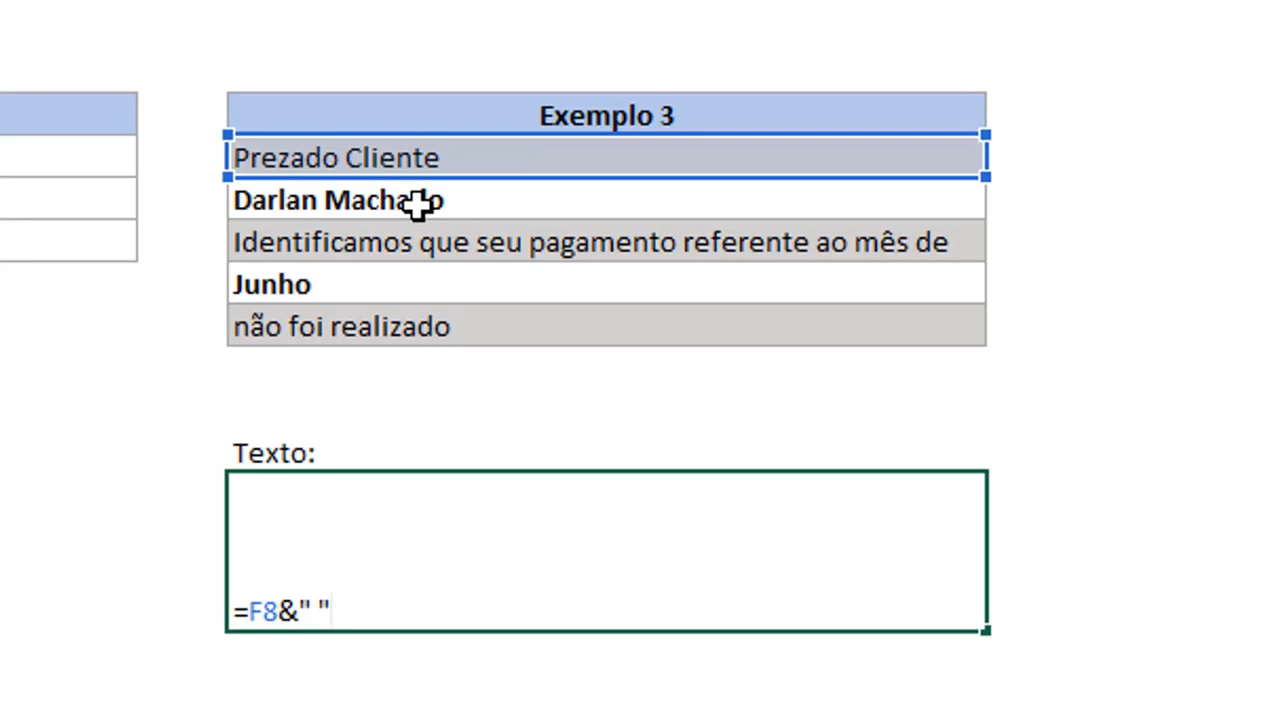 Exemplo 3
Prezado Cliente
Darlan Machado
Identificamos que seu pagamento referente ao mês de
Junho
não foi realizado
Texto:
=F8&" "